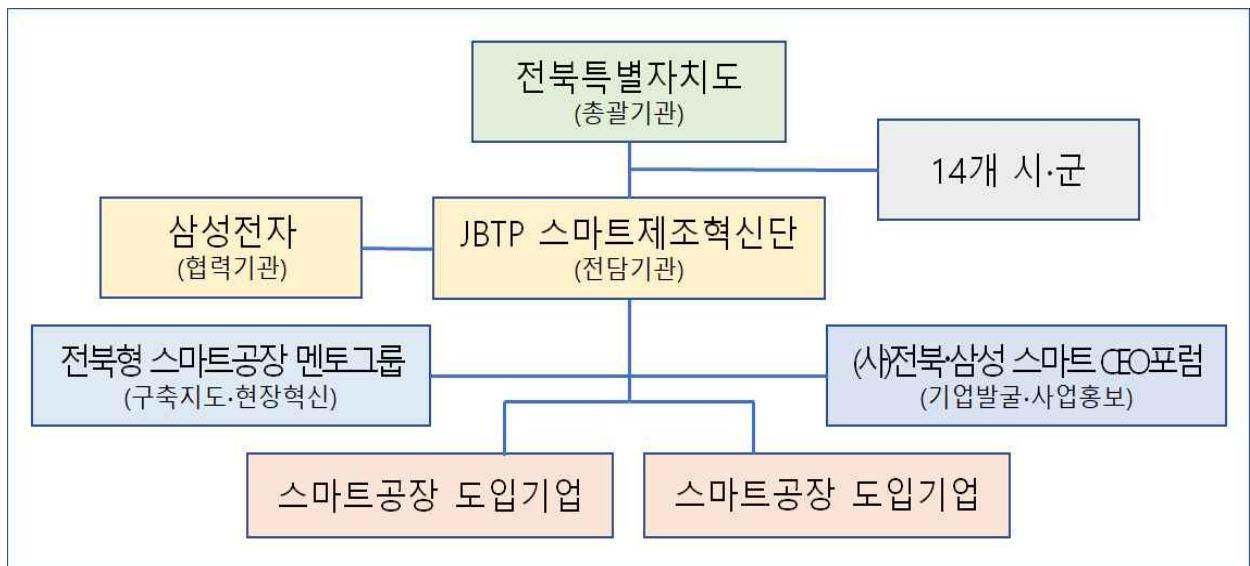 전북특별자치도
(총괄기관)
14개 시·군
삼성전자
(협력기관)
JBTP 스마트제조혁신단
(전담기관)
전북형 스마트공장 멘토그룹
(구축지도·현장혁신)
(사)전북·삼성 스마트 CEO포럼
(기업발굴·사업홍보)
스마트공장 도입기업
스마트공장 도입기업